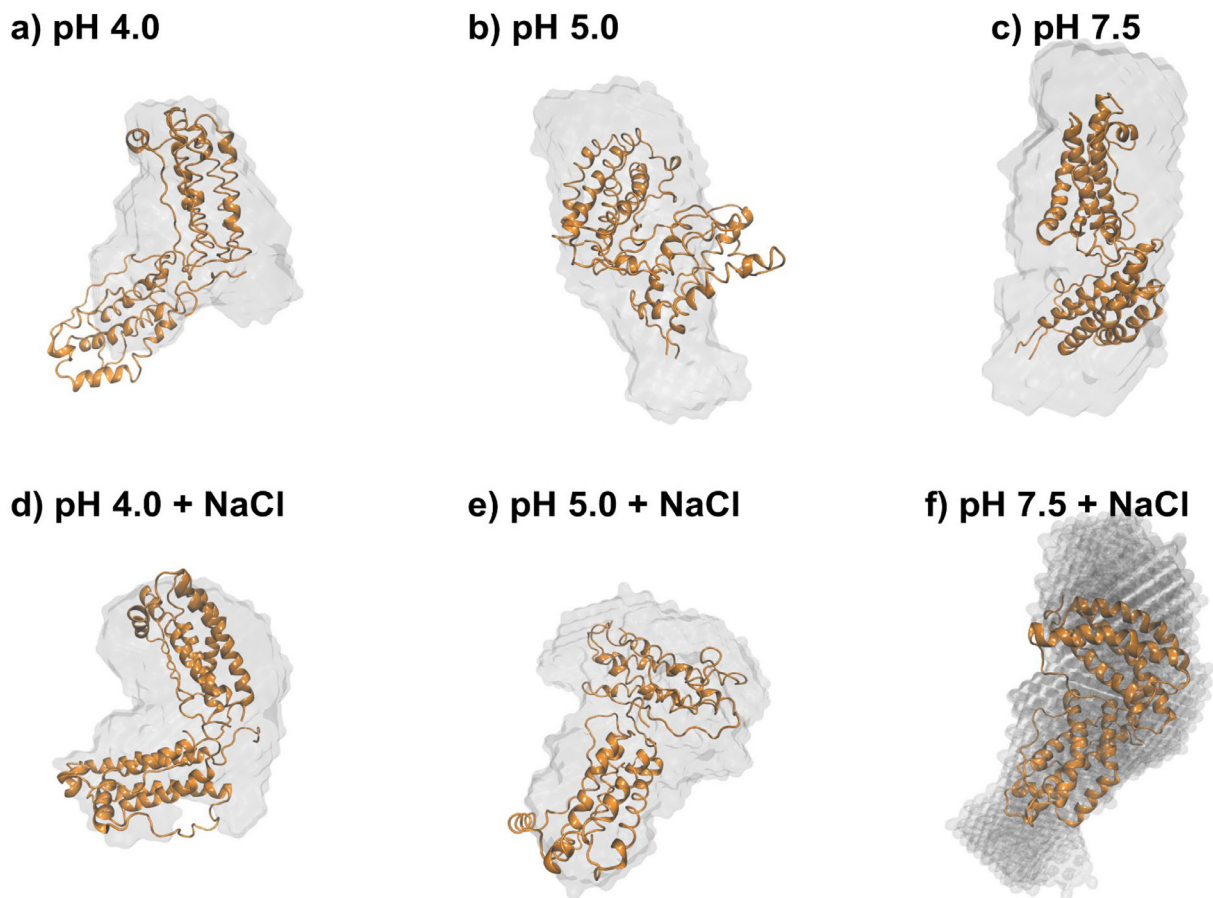 a) pH 4.0
b) pH 5.0
c) pH 7.5
d) pH 4.0 + NaCl
e) pH 5.0 + NaCl
f) pH 7.5 + NaCl